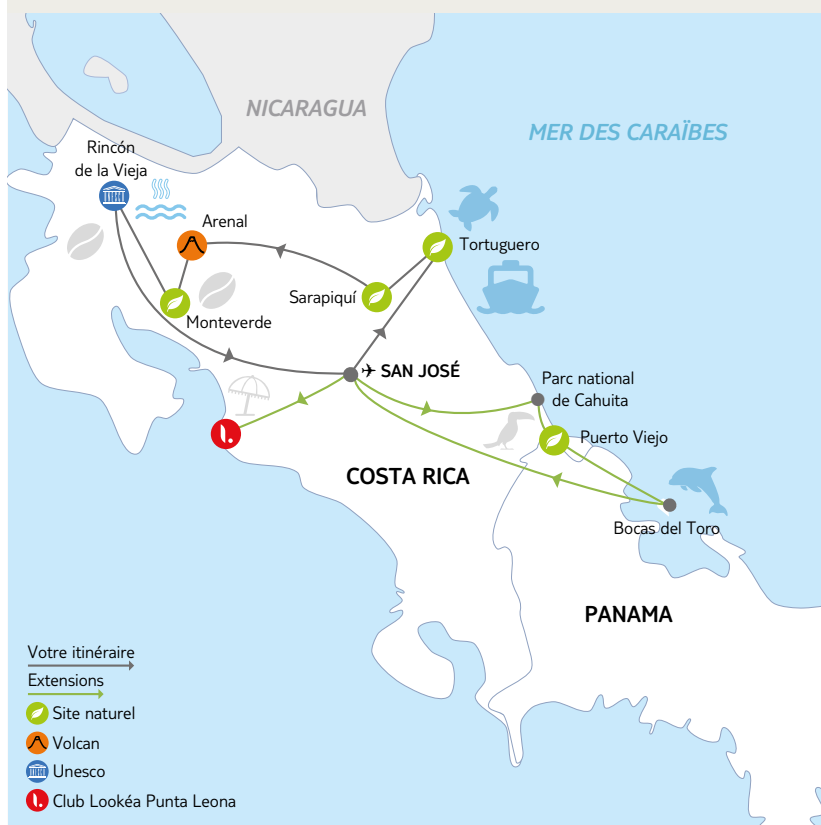 NICARAGUA
MER DES CARAÏBES
Rincón
de la Vieja
Arenal
Tortuguero
Sarapiquí
Monteverde
SAN JOSÉ
Parc national
de Cahuita
Puerto Viejo
COSTA RICA
Bocas del Toro
PANAMA
Votre itinéraire
Extensions
Site naturel
Volcan
Unesco
Club Lookéa Punta Leona